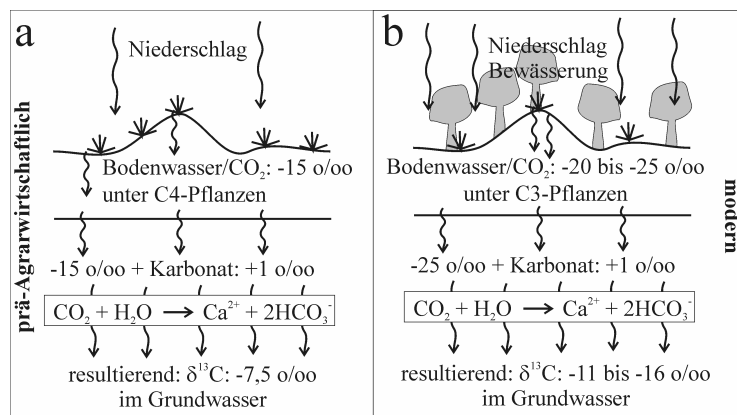 a
prä-Agrarwirtschaftlich
Niederschlag
Bodenwasser/CO₂: -15 o/oo
unter C4-Pflanzen
-15 o/oo + Karbonat: +1 o/oo
CO₂ + H₂O → Ca²⁺ + 2HCO₃⁻
resultierend: δ¹³C: -7,5 o/oo
im Grundwasser
b
modern
Niederschlag
Bewässerung
Bodenwasser/CO₂: -20 bis -25 o/oo
unter C3-Pflanzen
-25 o/oo + Karbonat: +1 o/oo
CO₂ + H₂O → Ca²⁺ + 2HCO₃⁻
resultierend: δ¹³C: -11 bis -16 o/oo
im Grundwasser